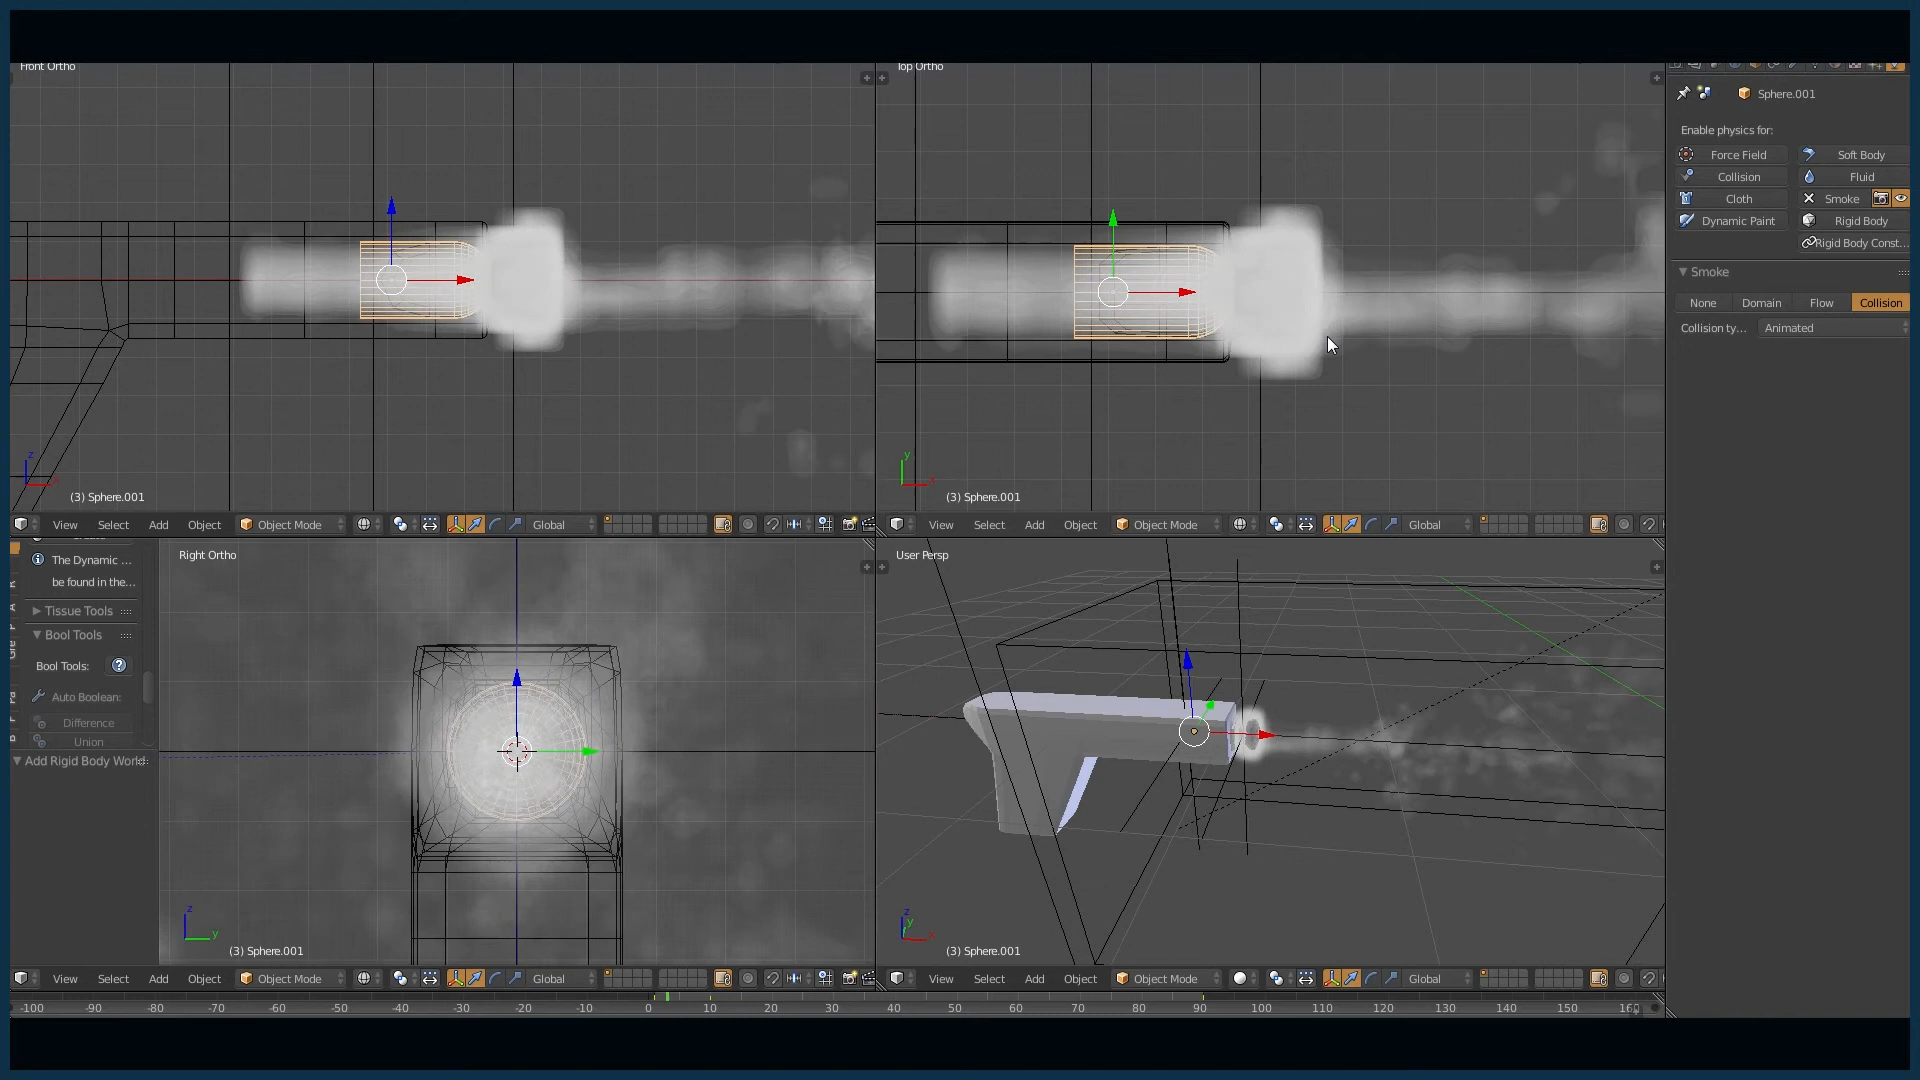 Front Ortho
Top Ortho
Sphere.001
Enable physics for:
Force Field
Soft Body
Collision
Fluid
Cloth
Smoke
Dynamic Paint
Rigid Body
Rigid Body Const...
Smoke
None
Domain
Flow
Collision
Collision ty...
Animated
z
y
(3) Sphere.001
(3) Sphere.001
View
Select
Add
Object
Object Mode
Global
View
Select
Add
Object
Object Mode
Global
The Dynamic ...
be found in the...
Tissue Tools
Bool Tools
Bool Tools:
Auto Boolean:
Difference
Union
Add Rigid Body World
Right Ortho
User Persp
z
y
z
y
(3) Sphere.001
(3) Sphere.001
View
Select
Add
Object
Object Mode
Global
View
Select
Add
Object
Object Mode
Global
-100 -90 -80 -70 -60 -50 -40 -30 -20 -10 0 10 20 30 40 50 60 70 80 90 100 110 120 130 140 150 160